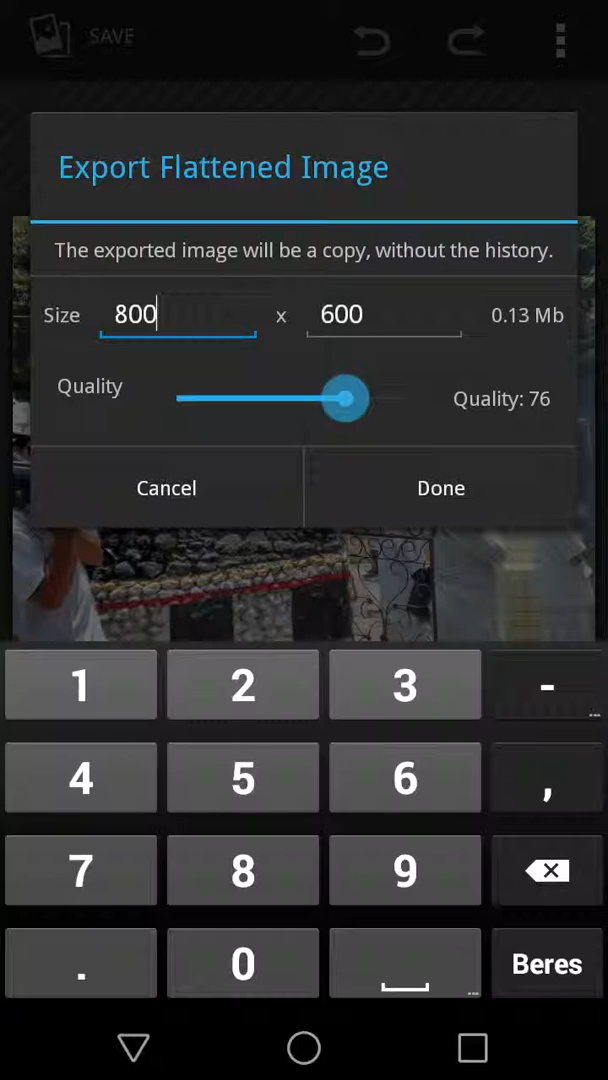 SAVE
Export Flattened Image
The exported image will be a copy, without the history.
Size 800 x 600 0.13 Mb
Quality Quality: 76
Cancel Done
1 2 3 -
4 5 6 ,
7 8 9
. 0 Beres